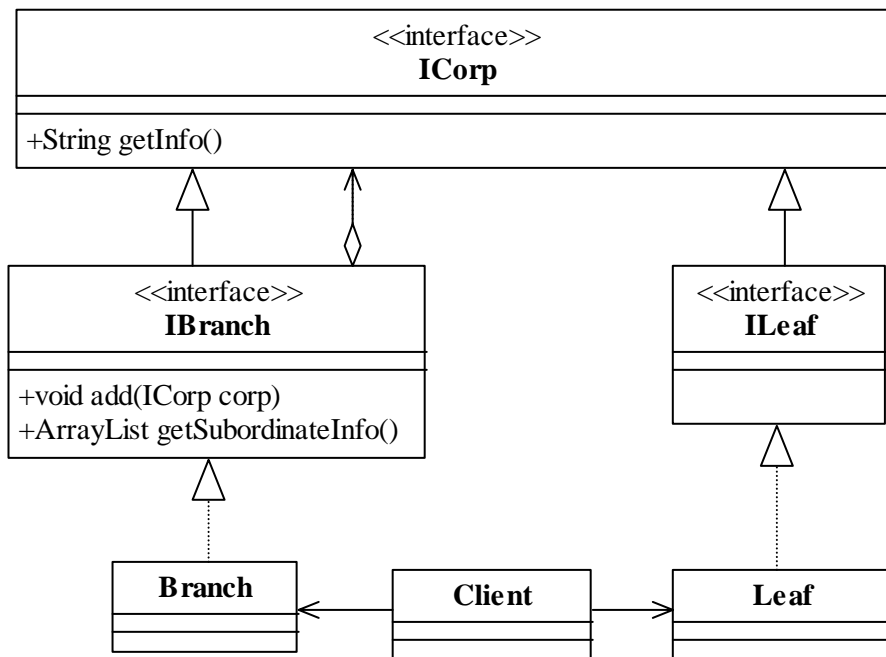 <<interface>>
ICorp
+String getInfo()
<<interface>>
IBranch
+void add(ICorp corp)
+ArrayList getSubordinateInfo()
<<interface>>
ILeaf
Branch
Client
Leaf